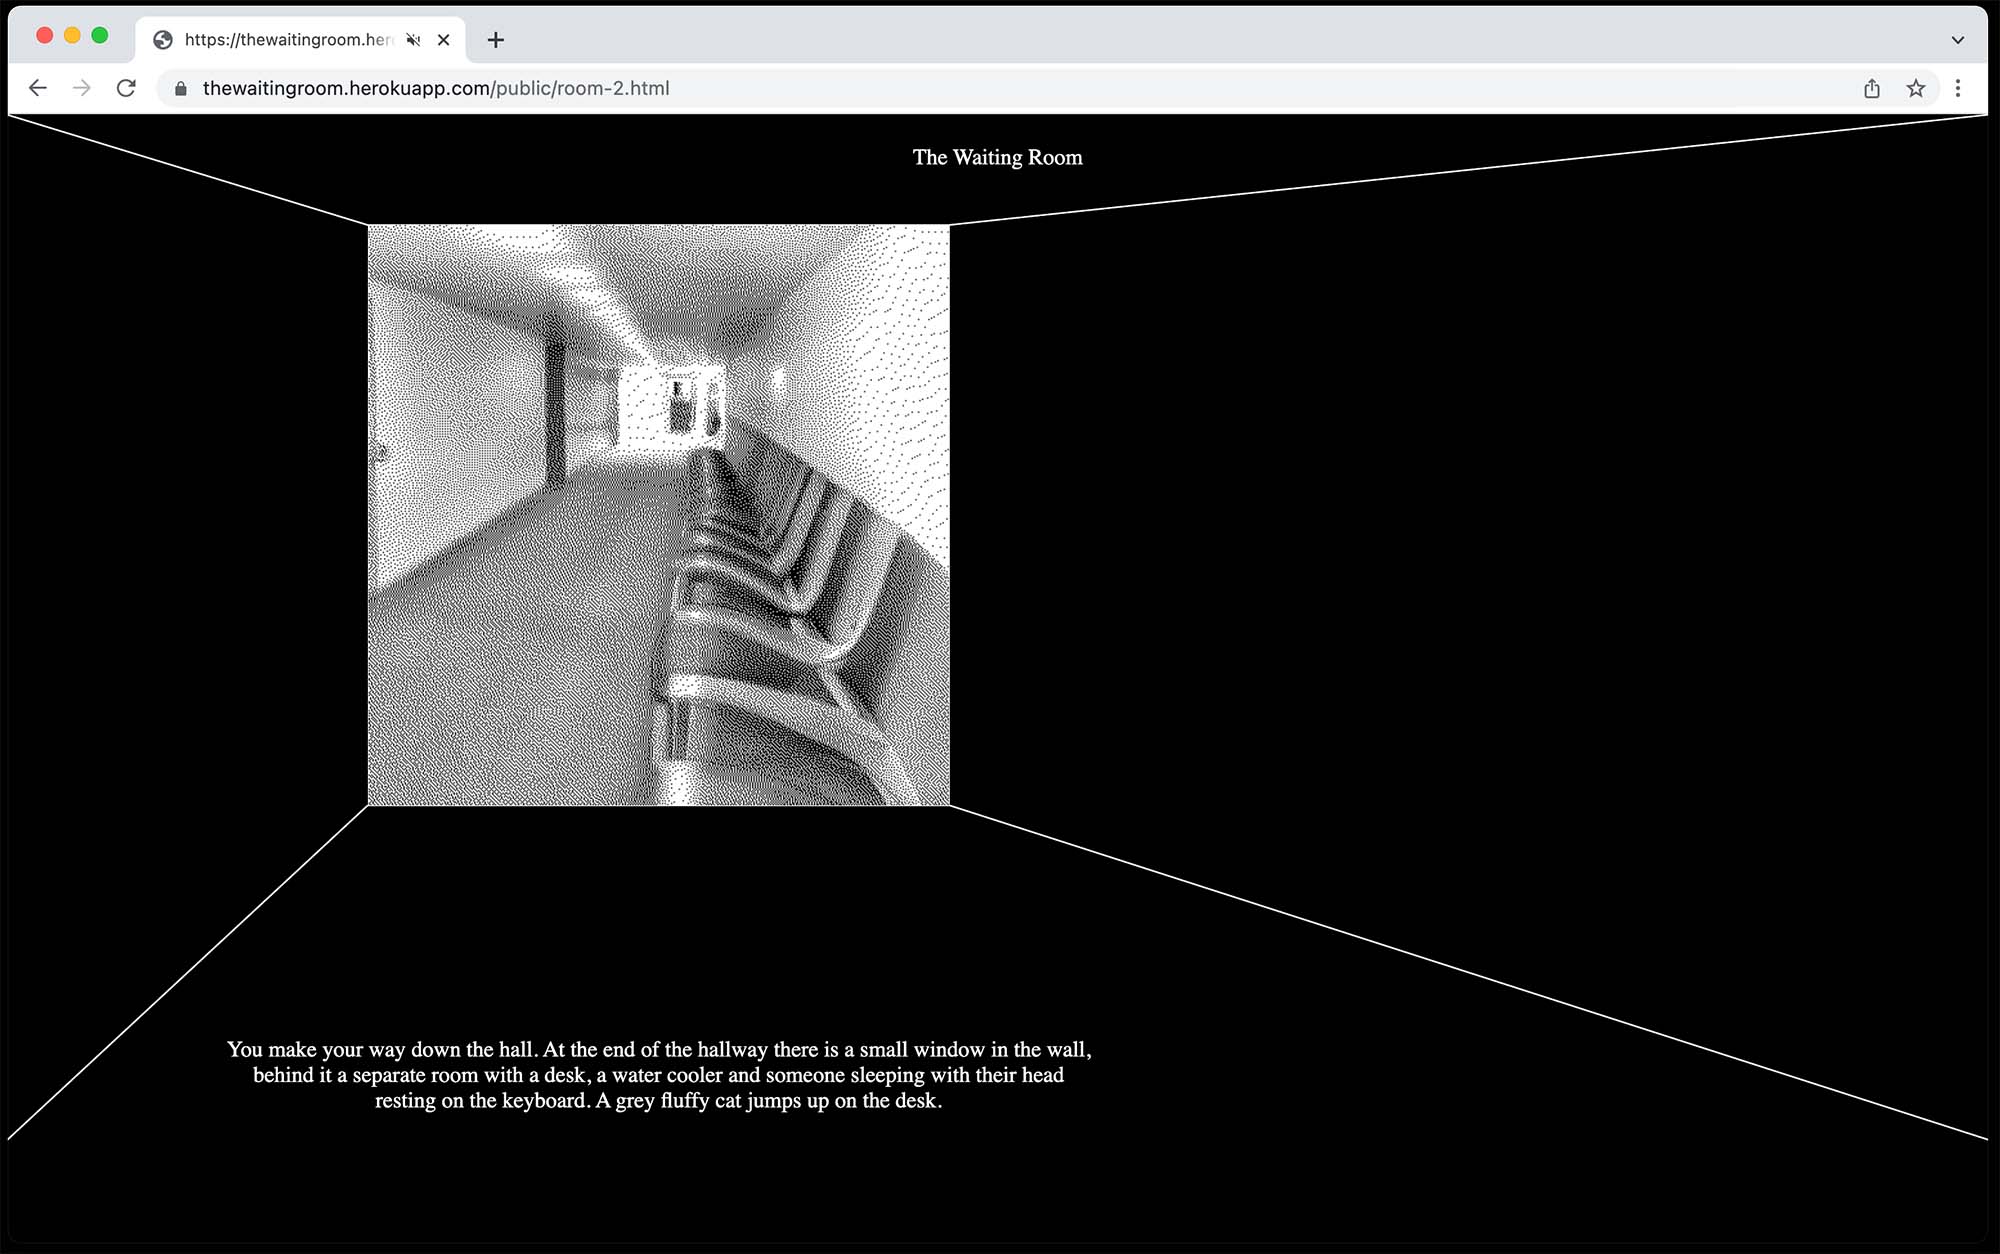 https://thewaitingroom.her
thewaitingroom.herokuapp.com/public/room-2.html
The Waiting Room
You make your way down the hall. At the end of the hallway there is a small window in the wall,
behind it a separate room with a desk, a water cooler and someone sleeping with their head
resting on the keyboard. A grey fluffy cat jumps up on the desk.